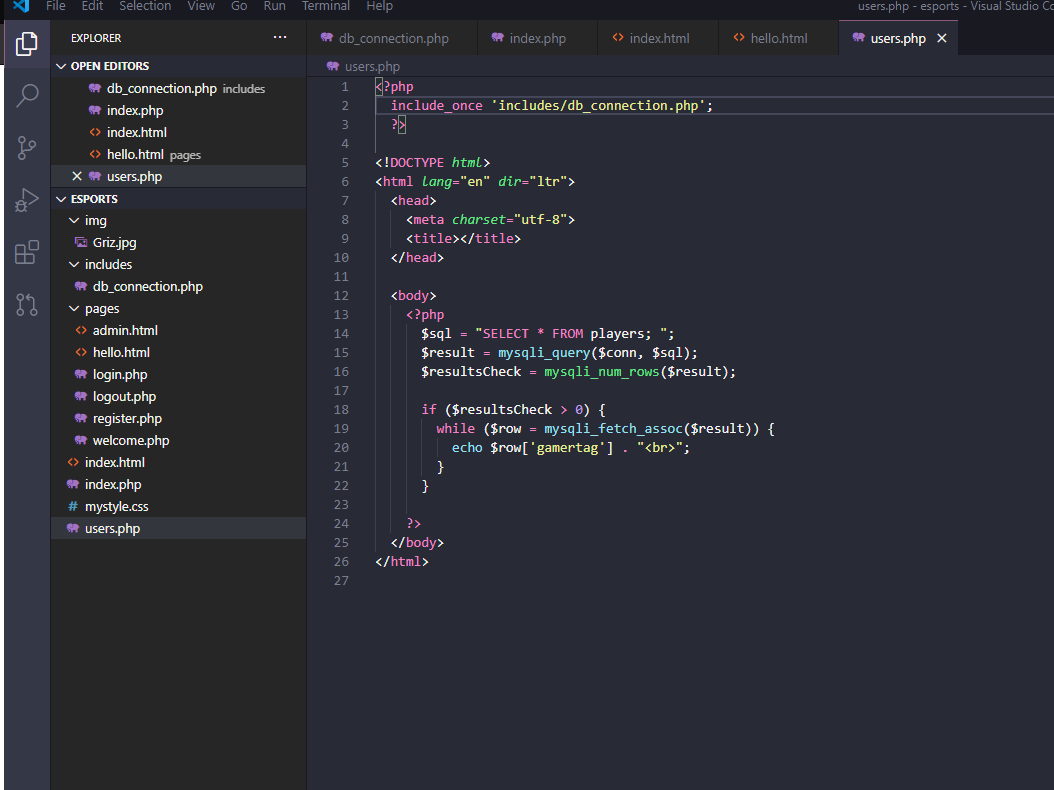 File Edit Selection View Go Run Terminal Help users.php - esports - Visual Studio Co
EXPLORER ...
db_connection.php index.php index.html hello.html users.php
OPEN EDITORS
db_connection.php includes
index.php
index.html
hello.html pages
users.php
ESPORTS
img
Griz.jpg
includes
db_connection.php
pages
admin.html
hello.html
login.php
logout.php
register.php
welcome.php
index.html
index.php
# mystyle.css
users.php
users.php
1 <?php
2 include_once 'includes/db_connection.php';
3 ?>
4
5 <!DOCTYPE html>
6 <html lang="en" dir="ltr">
7 <head>
8 <meta charset="utf-8">
9 <title></title>
10 </head>
11
12 <body>
13 <?php
14 $sql = "SELECT * FROM players; ";
15 $result = mysqli_query($conn, $sql);
16 $resultsCheck = mysqli_num_rows($result);
17
18 if ($resultsCheck > 0) {
19 while ($row = mysqli_fetch_assoc($result)) {
20 echo $row['gamertag'] . "<br>";
21 }
22 }
23
24 ?>
25 </body>
26 </html>
27